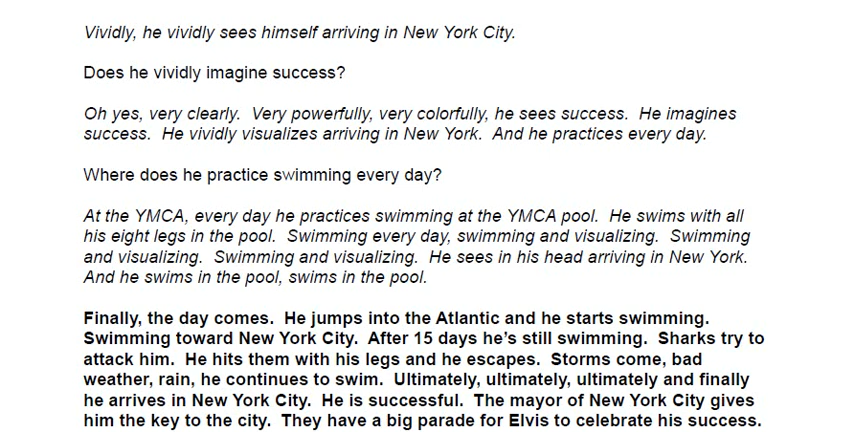 Vividly, he vividly sees himself arriving in New York City.
Does he vividly imagine success?
Oh yes, very clearly.  Very powerfully, very colorfully, he sees success.  He imagines
success.  He vividly visualizes arriving in New York.  And he practices every day.
Where does he practice swimming every day?
At the YMCA, every day he practices swimming at the YMCA pool.  He swims with all
his eight legs in the pool.  Swimming every day, swimming and visualizing.  Swimming
and visualizing.  Swimming and visualizing.  He sees in his head arriving in New York.
And he swims in the pool, swims in the pool.
Finally, the day comes.  He jumps into the Atlantic and he starts swimming.
Swimming toward New York City.  After 15 days he’s still swimming.  Sharks try to
attack him.  He hits them with his legs and he escapes.  Storms come, bad
weather, rain, he continues to swim.  Ultimately, ultimately, ultimately and finally
he arrives in New York City.  He is successful.  The mayor of New York City gives
him the key to the city.  They have a big parade for Elvis to celebrate his success.